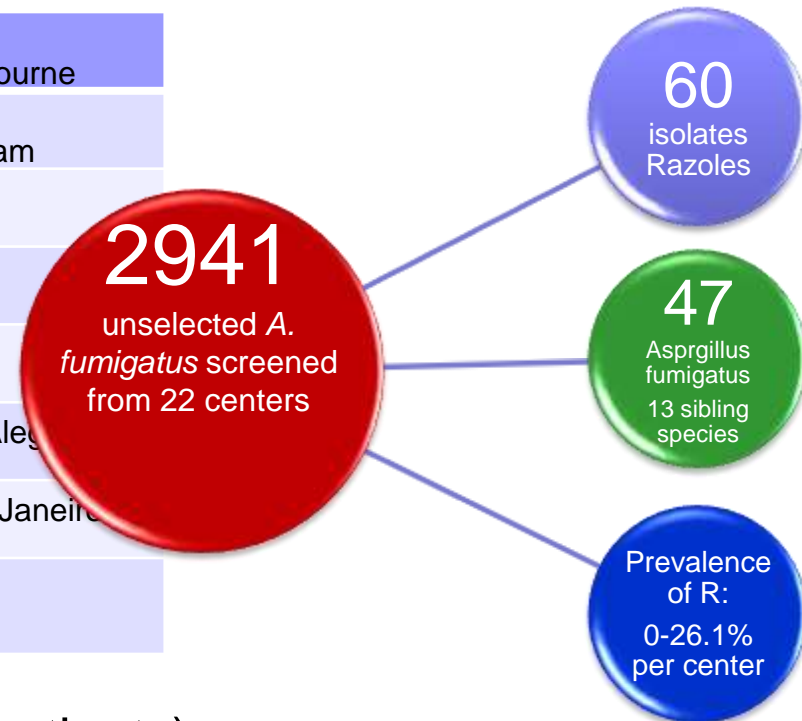 ourne
am
Janeir
2941
unselected A.
fumigatus screened
from 22 centers
60
isolates
Razoles
47
Asprgillus
fumigatus
13 sibling
species
Prevalence
of R:
0-26.1%
per center